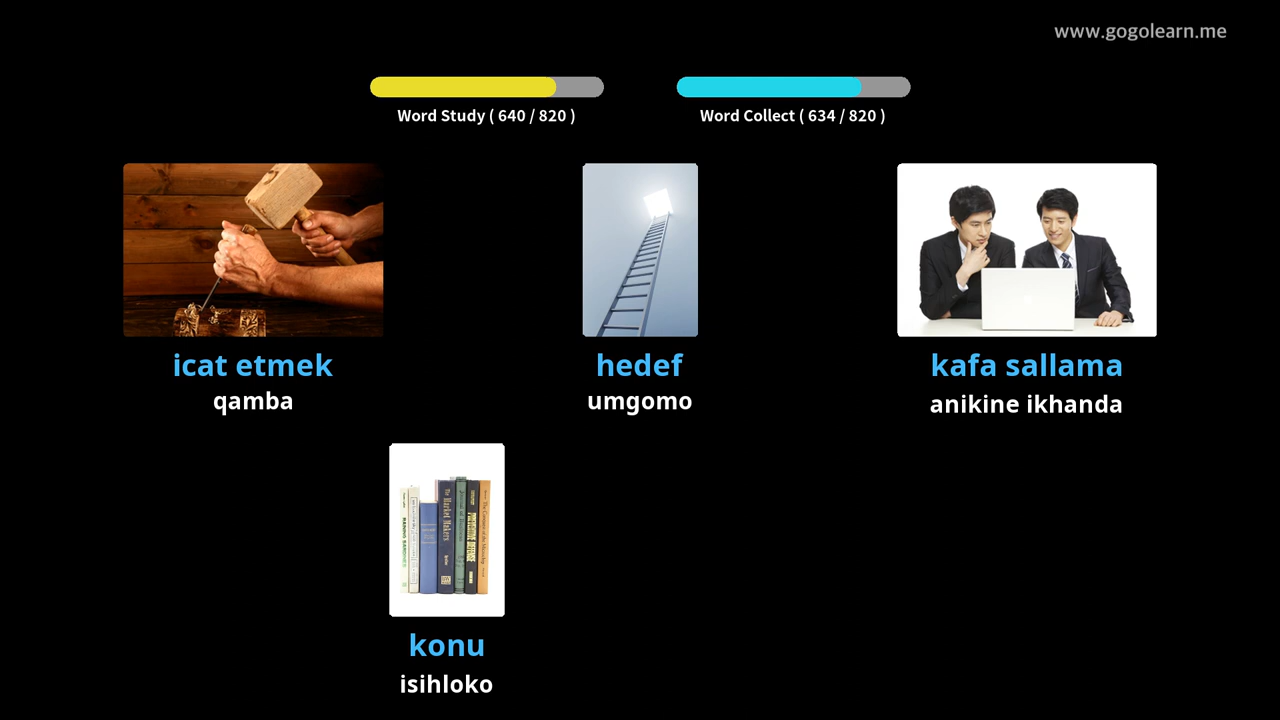 www.gogolearn.me
Word Study ( 640 / 820 )
Word Collect ( 634 / 820 )
icat etmek
qamba
hedef
umgomo
kafa sallama
anikine ikhanda
konu
isihloko